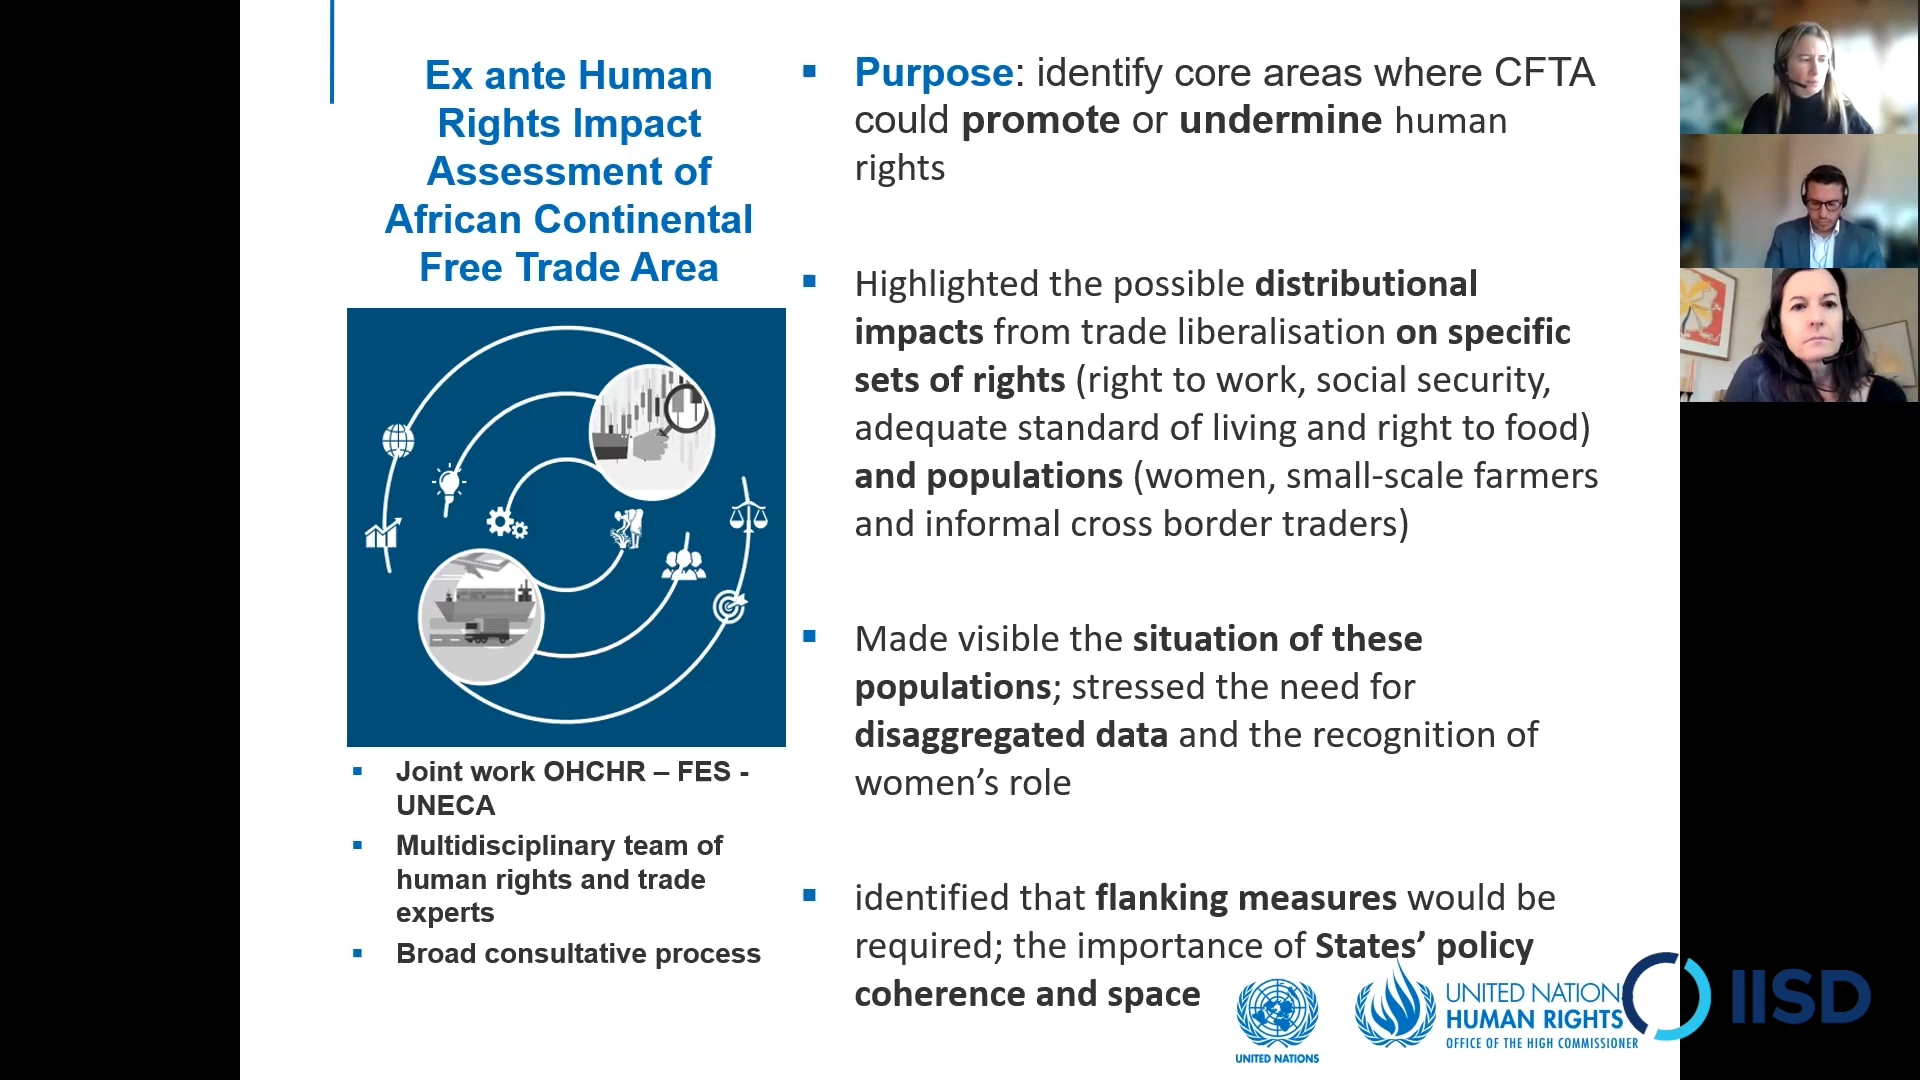 Ex ante Human
Rights Impact
Assessment of
African Continental
Free Trade Area
Joint work OHCHR – FES -
UNECA
Multidisciplinary team of
human rights and trade
experts
Broad consultative process
Purpose: identify core areas where CFTA
could promote or undermine human
rights
Highlighted the possible distributional
impacts from trade liberalisation on specific
sets of rights (right to work, social security,
adequate standard of living and right to food)
and populations (women, small-scale farmers
and informal cross border traders)
Made visible the situation of these
populations; stressed the need for
disaggregated data and the recognition of
women’s role
identified that flanking measures would be
required; the importance of States’ policy
coherence and space
UNITED NATIONS
UNITED NATION
HUMAN RIGHTS
OFFICE OF THE HIGH COMMISSIONER
IISD